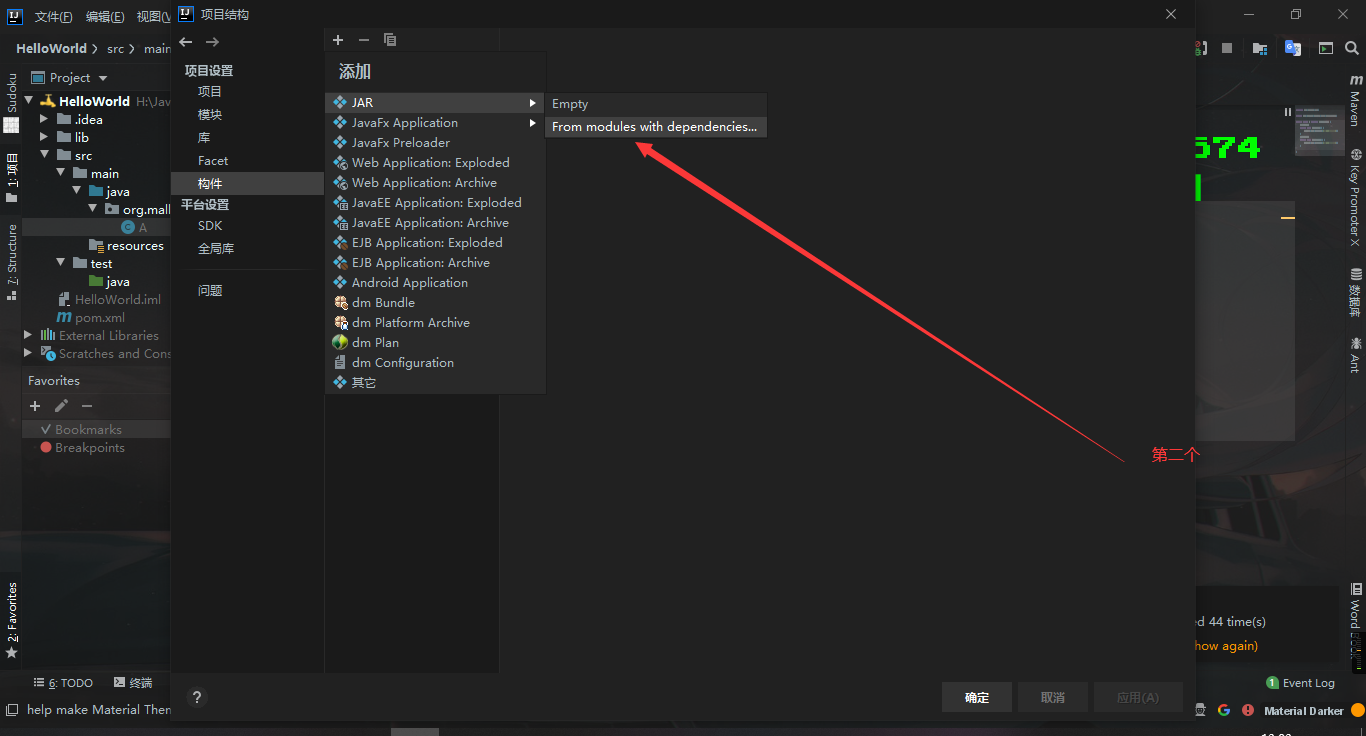 文件(F) 编辑(E) 视图(V
项目结构
HelloWorld src main
Project
HelloWorld H:\Jav
.idea
lib
src
main
java
org.mall
A
resources
test
java
HelloWorld.iml
pom.xml
External Libraries
Scratches and Cons
Favorites
Bookmarks
Breakpoints
Sudoku
1: 项目
7: Structure
2: Favorites
项目设置
项目
模块
库
Facet
构件
平台设置
SDK
全局库
问题
添加
JAR
JavaFx Application
JavaFx Preloader
Web Application: Exploded
Web Application: Archive
JavaEE Application: Exploded
JavaEE Application: Archive
EJB Application: Exploded
EJB Application: Archive
Android Application
dm Bundle
dm Platform Archive
dm Plan
dm Configuration
其它
Empty
From modules with dependencies...
第二个
574
Maven
Key Promoter X
数据库
Ant
Word
ed 44 time(s)
how again)
确定
取消
应用(A)
?
6: TODO
终端
1 Event Log
help make Material Them
Material Darker